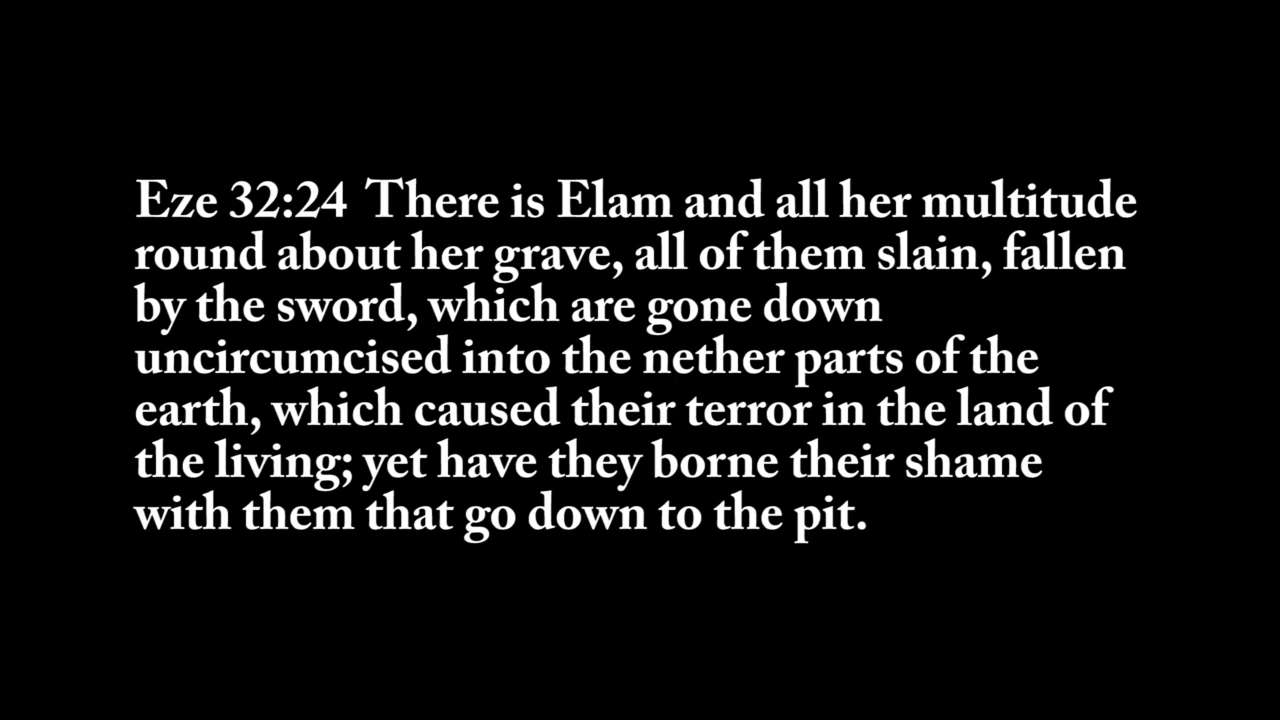 Eze 32:24 There is Elam and all her multitude
round about her grave, all of them slain, fallen
by the sword, which are gone down
uncircumcised into the nether parts of the
earth, which caused their terror in the land of
the living; yet have they borne their shame
with them that go down to the pit.